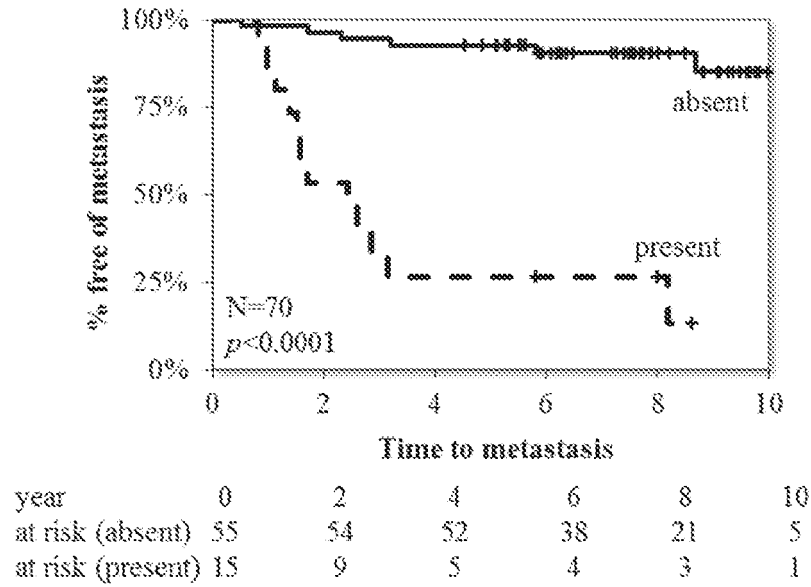 100%
75%
50%
25%
0%
% free of metastasis
absent
present
N=70
p<0.0001
0 2 4 6 8 10
Time to metastasis
year 0 2 4 6 8 10
at risk (absent) 55 54 52 38 21 5
at risk (present) 15 9 5 4 3 1